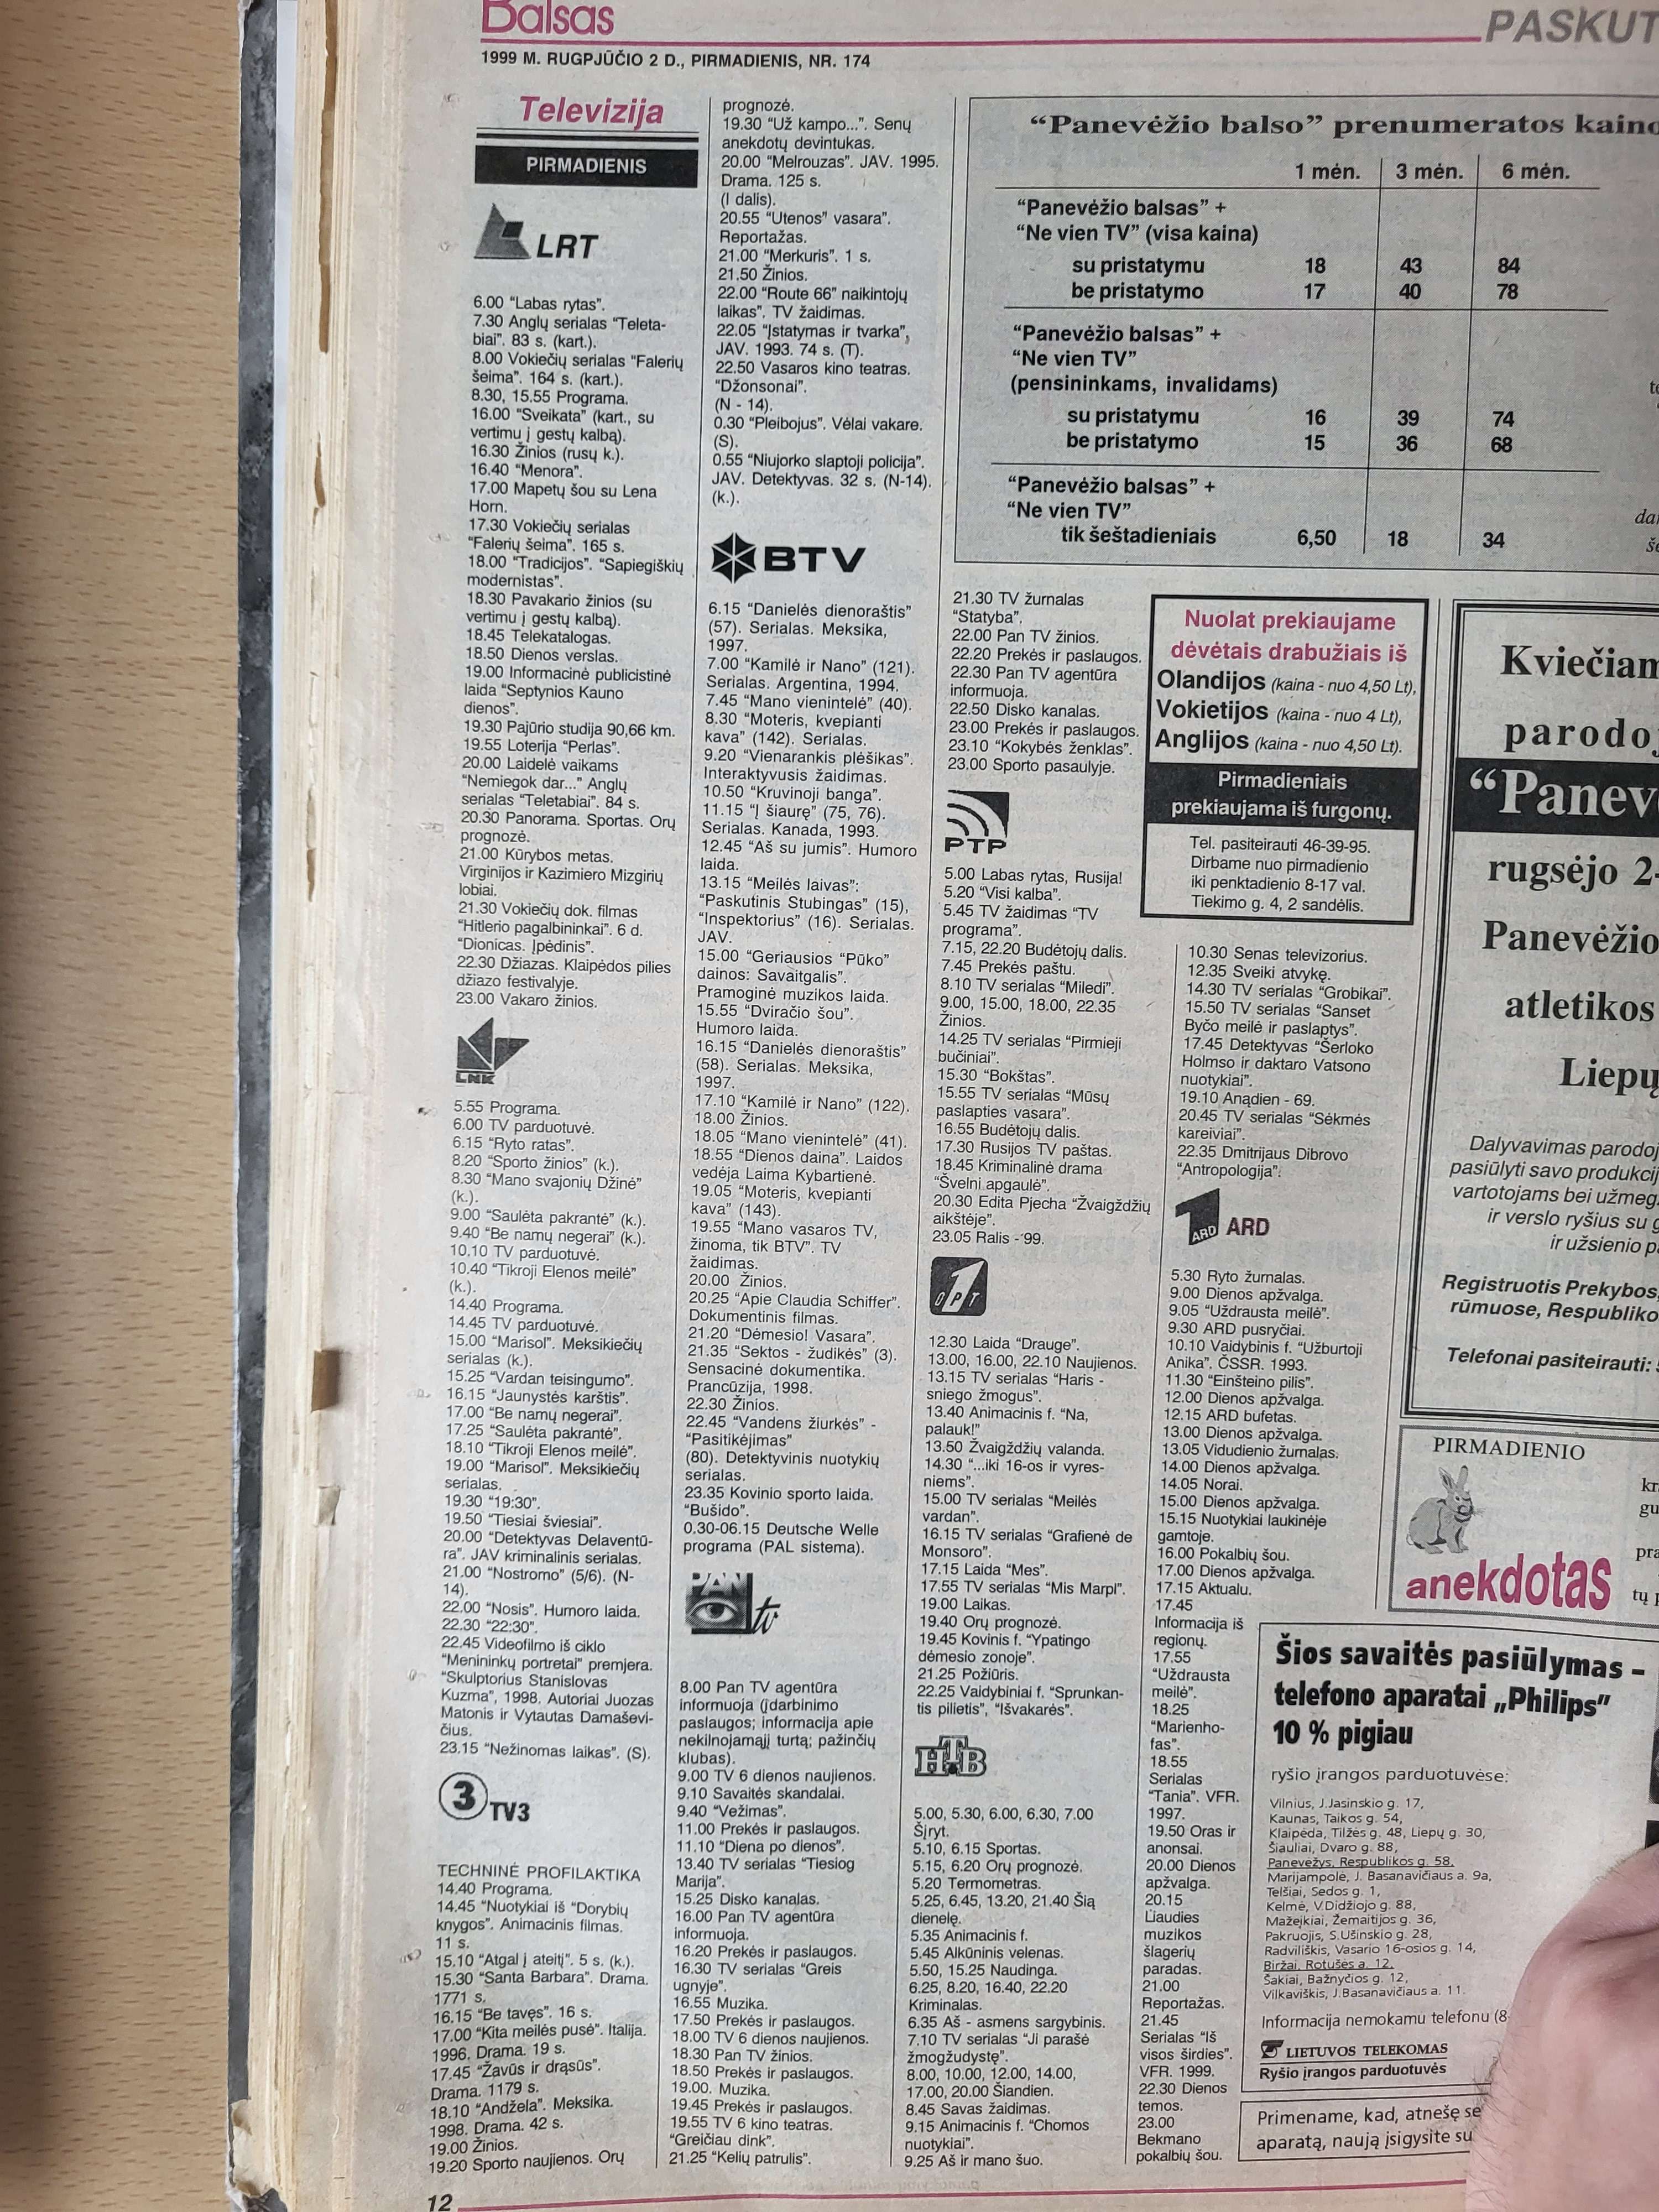 Balsas
PASKUT
1999 M. RUGPJŪČIO 2 D., PIRMADIENIS, NR. 174
Televizija
PIRMADIENIS
LRT
6.00 “Labas rytas”.
7.30 Anglų serialas “Teleta-
biai”. 83 s. (kart.).
8.00 Vokiečių serialas “Falerių
šeima”. 164 s. (kart.).
8.30, 15.55 Programa.
16.00 “Sveikata” (kart., su
vertimu į gestų kalbą).
16.30 Žinios (rusų k.).
16.40 “Menora”.
17.00 Mapetų šou su Lena
Horn.
17.30 Vokiečių serialas
“Falerių šeima”. 165 s.
18.00 “Tradicijos”. “Sapiegiškių
modernistas”.
18.30 Pavakario žinios (su
vertimu į gestų kalbą).
18.45 Telekatalogas.
18.50 Dienos verslas.
19.00 Informacinė publicistinė
laida “Septynios Kauno
dienos”.
19.30 Pajūrio studija 90,66 km.
19.55 Loterija “Perlas”.
20.00 Laidelė vaikams
“Nemiegok dar...” Anglų
serialas “Teletabiai”. 84 s.
20.30 Panorama. Sportas. Orų
prognozė.
21.00 Kūrybos metas.
Virginijos ir Kazimiero Mizgirių
lobiai.
21.30 Vokiečių dok. filmas
“Hitlerio pagalbininkai”. 6 d.
“Dionicas. Įpėdinis”.
22.30 Džiazas. Klaipėdos pilies
džiazo festivalyje.
23.00 Vakaro žinios.
LNK
5.55 Programa.
6.00 TV parduotuvė.
6.15 “Ryto ratas”.
8.20 “Sporto žinios” (k.).
8.30 “Mano svajonių Džinė”
(k.).
9.00 “Saulėta pakrantė” (k.).
9.40 “Be namų negerai” (k.).
10.10 TV parduotuvė.
10.40 “Tikroji Elenos meilė”
(k.).
14.40 Programa.
14.45 TV parduotuvė.
15.00 “Marisol”. Meksikiečių
serialas (k.).
15.25 “Vardan teisingumo”.
16.15 “Jaunystės karštis”.
17.00 “Be namų negerai”.
17.25 “Saulėta pakrantė”.
18.10 “Tikroji Elenos meilė”.
19.00 “Marisol”. Meksikiečių
serialas.
19.30 “19:30”.
19.50 “Tiesiai šviesiai”.
20.00 “Detektyvas Delaventū-
ra”. JAV kriminalinis serialas.
21.00 “Nostromo” (5/6). (N-
14).
22.00 “Nosis”. Humoro laida.
22.30 “22:30”.
22.45 Videofilmo iš ciklo
“Menininkų portretai” premjera.
“Skulptorius Stanislovas
Kuzma”, 1998. Autoriai Juozas
Matonis ir Vytautas Damaševi-
čius.
23.15 “Nežinomas laikas”. (S).
3 TV3
TECHNINĖ PROFILAKTIKA
14.40 Programa.
14.45 “Nuotykiai iš “Dorybių
knygos”. Animacinis filmas.
11 s.
15.10 “Atgal į ateitį”. 5 s. (k.).
15.30 “Santa Barbara”. Drama.
1771 s.
16.15 “Be tavęs”. 16 s.
17.00 “Kita meilės pusė”. Italija.
1996. Drama. 19 s.
17.45 “Žavūs ir drąsūs”.
Drama. 1179 s.
18.10 “Andžela”. Meksika.
1998. Drama. 42 s.
19.00 Žinios.
19.20 Sporto naujienos. Orų
prognozė.
19.30 “Už kampo...”. Senų
anekdotų devintukas.
20.00 “Melrouzas”. JAV. 1995.
Drama. 125 s.
(I dalis).
20.55 “Utenos” vasara”.
Reportažas.
21.00 “Merkuris”. 1 s.
21.50 Žinios.
22.00 “Route 66” naikintojų
laikas”. TV žaidimas.
22.05 “Įstatymas ir tvarka”,
JAV. 1993. 74 s. (T).
22.50 Vasaros kino teatras.
“Džonsonai”.
(N - 14).
0.30 “Pleibojus”. Vėlai vakare.
(S).
0.55 “Niujorko slaptoji policija”.
JAV. Detektyvas. 32 s. (N-14).
(k.).
BTV
6.15 “Danielės dienoraštis”
(57). Serialas. Meksika,
1997.
7.00 “Kamilė ir Nano” (121).
Serialas. Argentina, 1994.
7.45 “Mano vienintelė” (40).
8.30 “Moteris, kvepianti
kava” (142). Serialas.
9.20 “Vienarankis plėšikas”.
Interaktyvusis žaidimas.
10.50 “Kruvinoji banga”.
11.15 “Į šiaurę” (75, 76).
Serialas. Kanada, 1993.
12.45 “Aš su jumis”. Humoro
laida.
13.15 “Meilės laivas”:
“Paskutinis Stubingas” (15),
“Inspektorius” (16). Serialas.
JAV.
15.00 “Geriausios “Pūko”
dainos: Savaitgalis”.
Pramoginė muzikos laida.
15.55 “Dviračio šou”.
Humoro laida.
16.15 “Danielės dienoraštis”
(58). Serialas. Meksika,
1997.
17.10 “Kamilė ir Nano” (122).
18.00 Žinios.
18.05 “Mano vienintelė” (41).
18.55 “Dienos daina”. Laidos
vedėja Laima Kybartienė.
19.05 “Moteris, kvepianti
kava” (143).
19.55 “Mano vasaros TV,
žinoma, tik BTV”. TV
žaidimas.
20.00 Žinios.
20.25 “Apie Claudia Schiffer”.
Dokumentinis filmas.
21.20 “Dėmesio! Vasara”.
21.35 “Sektos - žudikės” (3).
Sensacinė dokumentika.
Prancūzija, 1998.
22.30 Žinios.
22.45 “Vandens žiurkės” -
“Pasitikėjimas”
(80). Detektyvinis nuotykių
serialas.
23.35 Kovinio sporto laida.
“Bušido”.
0.30-06.15 Deutsche Welle
programa (PAL sistema).
PAN tv
8.00 Pan TV agentūra
informuoja (įdarbinimo
paslaugos; informacija apie
nekilnojamąjį turtą; pažinčių
klubas).
9.00 TV 6 dienos naujienos.
9.10 Savaitės skandalai.
9.40 “Vežimas”.
11.00 Prekės ir paslaugos.
11.10 “Diena po dienos”.
13.40 TV serialas “Tiesiog
Marija”.
15.25 Disko kanalas.
16.00 Pan TV agentūra
informuoja.
16.20 Prekės ir paslaugos.
16.30 TV serialas “Greis
ugnyje”.
16.55 Muzika.
17.50 Prekės ir paslaugos.
18.00 TV 6 dienos naujienos.
18.30 Pan TV žinios.
18.50 Prekės ir paslaugos.
19.00. Muzika.
19.45 Prekės ir paslaugos.
19.55 TV 6 kino teatras.
“Greičiau dink”.
21.25 “Kelių patrulis”.
“Panevėžio balso” prenumeratos kaino
1 mėn. 3 mėn. 6 mėn.
“Panevėžio balsas” +
“Ne vien TV” (visa kaina)
su pristatymu 18 43 84
be pristatymo 17 40 78
“Panevėžio balsas” +
“Ne vien TV”
(pensininkams, invalidams)
su pristatymu 16 39 74
be pristatymo 15 36 68
“Panevėžio balsas” +
“Ne vien TV”
tik šeštadieniais 6,50 18 34
21.30 TV žurnalas
“Statyba”.
22.00 Pan TV žinios.
22.20 Prekės ir paslaugos.
22.30 Pan TV agentūra
informuoja.
22.50 Disko kanalas.
23.00 Prekės ir paslaugos.
23.10 “Kokybės ženklas”.
23.00 Sporto pasaulyje.
PTP
5.00 Labas rytas, Rusija!
5.20 “Visi kalba”.
5.45 TV žaidimas “TV
programa”.
7.15, 22.20 Budėtojų dalis.
7.45 Prekės paštu.
8.10 TV serialas “Miledi”.
9.00, 15.00, 18.00, 22.35
Žinios.
14.25 TV serialas “Pirmieji
bučiniai”.
15.30 “Bokštas”.
15.55 TV serialas “Mūsų
paslapties vasara”.
16.55 Budėtojų dalis.
17.30 Rusijos TV paštas.
18.45 Kriminalinė drama
“Švelni apgaulė”.
20.30 Edita Pjecha “Žvaigždžių
aikštėje”.
23.05 Ralis - ’99.
1 ОРТ
12.30 Laida “Drauge”.
13.00, 16.00, 22.10 Naujienos.
13.15 TV serialas “Haris -
sniego žmogus”.
13.40 Animacinis f. “Na,
palauk!”
13.50 Žvaigždžių valanda.
14.30 “...iki 16-os ir vyres-
niems”.
15.00 TV serialas “Meilės
vardan”.
16.15 TV serialas “Grafienė de
Monsoro”.
17.15 Laida “Mes”.
17.55 TV serialas “Mis Marpl”.
19.00 Laikas.
19.40 Orų prognozė.
19.45 Kovinis f. “Ypatingo
dėmesio zonoje”.
21.25 Požiūris.
22.25 Vaidybiniai f. “Sprunkan-
tis pilietis”, “Išvakarės”.
НТВ
5.00, 5.30, 6.00, 6.30, 7.00
Šįryt.
5.10, 6.15 Sportas.
5.15, 6.20 Orų prognozė.
5.20 Termometras.
5.25, 6.45, 13.20, 21.40 Šią
dienelę.
5.35 Animacinis f.
5.45 Alkūninis velenas.
5.50, 15.25 Naudinga.
6.25, 8.20, 16.40, 22.20
Kriminalas.
6.35 Aš - asmens sargybinis.
7.10 TV serialas “Ji parašė
žmogžudystę”.
8.00, 10.00, 12.00, 14.00,
17.00, 20.00 Šiandien.
8.45 Savas žaidimas.
9.15 Animacinis f. “Chomos
nuotykiai”.
9.25 Aš ir mano šuo.
Nuolat prekiaujame
dėvėtais drabužiais iš
Olandijos (kaina - nuo 4,50 Lt),
Vokietijos (kaina - nuo 4 Lt),
Anglijos (kaina - nuo 4,50 Lt).
Pirmadieniais
prekiaujama iš furgonų.
Tel. pasiteirauti 46-39-95.
Dirbame nuo pirmadienio
iki penktadienio 8-17 val.
Tiekimo g. 4, 2 sandėlis.
10.30 Senas televizorius.
12.35 Sveiki atvykę.
14.30 TV serialas “Grobikai”.
15.50 TV serialas “Sanset
Byčo meilė ir paslaptys”.
17.45 Detektyvas “Šerloko
Holmso ir daktaro Vatsono
nuotykiai”.
19.10 Anądien - 69.
20.45 TV serialas “Sėkmės
kareiviai”.
22.35 Dmitrijaus Dibrovo
“Antropologija”.
1 ARD ARD
5.30 Ryto žurnalas.
9.00 Dienos apžvalga.
9.05 “Uždrausta meilė”.
9.30 ARD pusryčiai.
10.10 Vaidybinis f. “Užburtoji
Anika”. ČSSR. 1993.
11.30 “Einšteino pilis”.
12.00 Dienos apžvalga.
12.15 ARD bufetas.
13.00 Dienos apžvalga.
13.05 Vidudienio žurnalas.
14.00 Dienos apžvalga.
14.05 Norai.
15.00 Dienos apžvalga.
15.15 Nuotykiai laukinėje
gamtoje.
16.00 Pokalbių šou.
17.00 Dienos apžvalga.
17.15 Aktualu.
17.45
Informacija iš
regionų.
17.55
“Uždrausta
meilė”.
18.25
“Marienho-
fas”.
18.55
Serialas
“Tania”. VFR.
1997.
19.50 Oras ir
anonsai.
20.00 Dienos
apžvalga.
20.15
Liaudies
muzikos
šlagerių
paradas.
21.00
Reportažas.
21.45
Serialas “Iš
visos širdies”.
VFR. 1999.
22.30 Dienos
temos.
23.00
Bekmano
pokalbių šou.
Kviečiam
parodoj
“Panev
rugsėjo 2-
Panevėžio
atletikos
Liepų
Dalyvavimas parodoj
pasiūlyti savo produkcij
vartotojams bei užmeg
ir verslo ryšius su g
ir užsienio pa
Registruotis Prekybos,
rūmuose, Respubliko
Telefonai pasiteirauti:
PIRMADIENIO
anekdotas
kr
gu
pra
tų p
Šios savaitės pasiūlymas –
telefono aparatai „Philips”
10 % pigiau
ryšio įrangos parduotuvėse:
Vilnius, J.Jasinskio g. 17,
Kaunas, Taikos g. 54,
Klaipėda, Tilžės g. 48, Liepų g. 30,
Šiauliai, Dvaro g. 88,
Panevėžys, Respublikos g. 58,
Marijampolė, J. Basanavičiaus a. 9a,
Telšiai, Sedos g. 1,
Kelmė, V.Didžiojo g. 88,
Mažeikiai, Žemaitijos g. 36,
Pakruojis, S.Ušinskio g. 28,
Radviliškis, Vasario 16-osios g. 14,
Biržai, Rotušės a. 12,
Šakiai, Bažnyčios g. 12,
Vilkaviškis, J.Basanavičiaus a. 11.
Informacija nemokamu telefonu (8-
LIETUVOS TELEKOMAS
Ryšio įrangos parduotuvės
Primename, kad, atnešę se
aparatą, naują įsigysite su
12